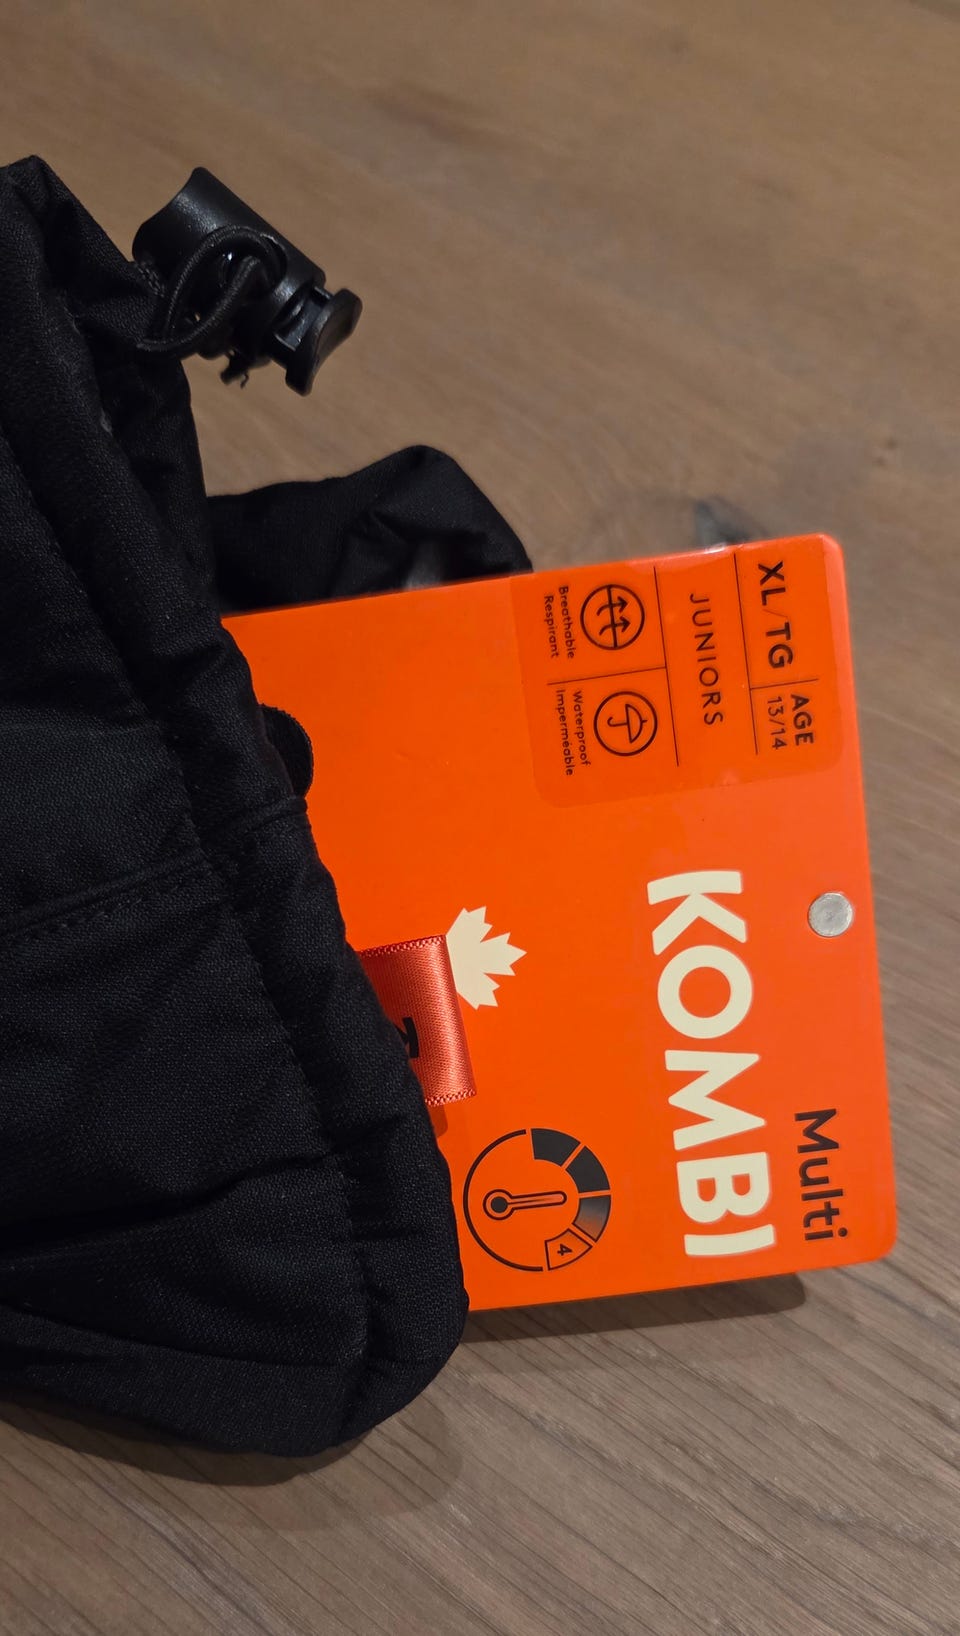 XL/TG
AGE
13/14
JUNIORS
Breathable
Respirant
Waterproof
Imperméable
Multi
KOMBI
4
K